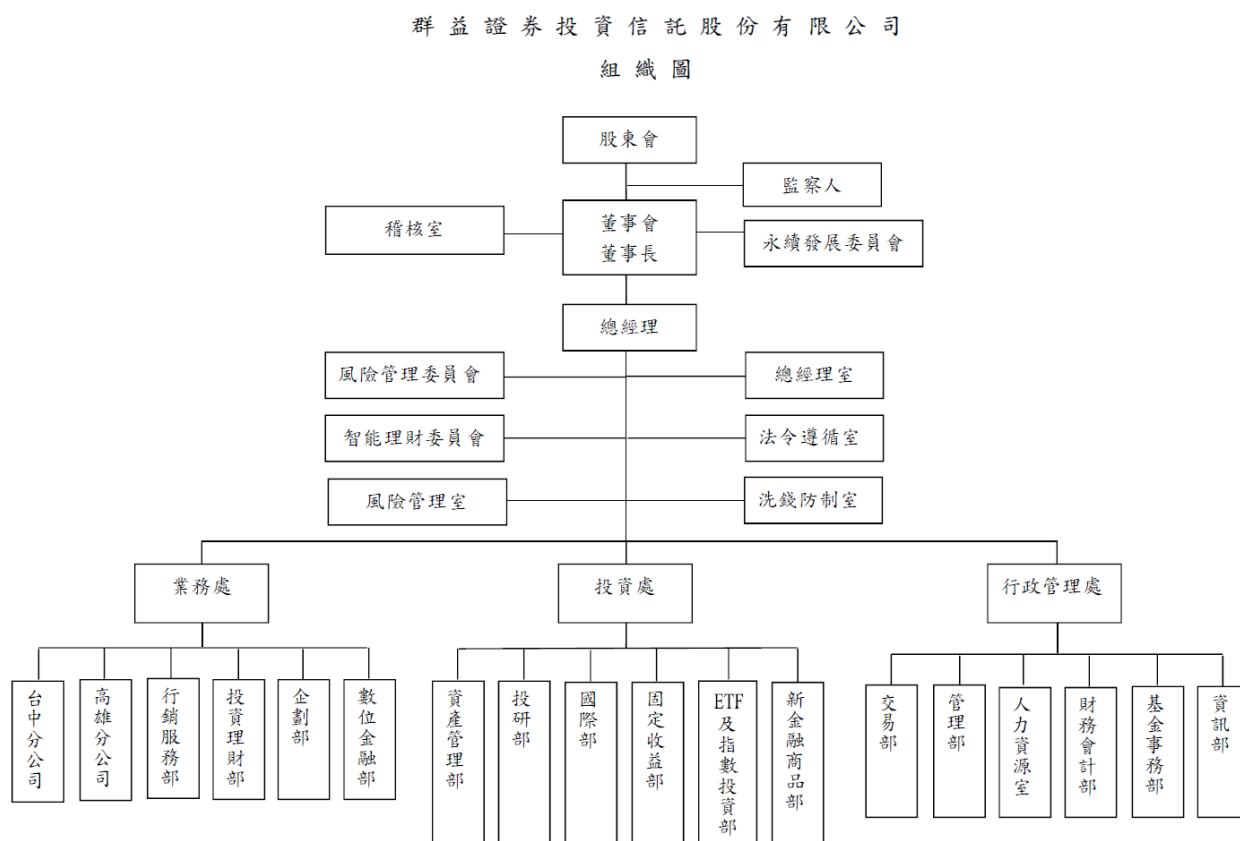 群益證券投資信託股份有限公司
組織圖
股東會
監察人
稽核室
董事會
董事長
永續發展委員會
總經理
風險管理委員會
總經理室
智能理財委員會
法令遵循室
風險管理室
洗錢防制室
業務處
投資處
行政管理處
台中分公司
高雄分公司
行銷服務部
投資理財部
企劃部
數位金融部
資產管理部
投研部
國際部
固定收益部
ETF及指數投資部
新金融商品部
交易部
管理部
人力資源室
財務會計部
基金事務部
資訊部